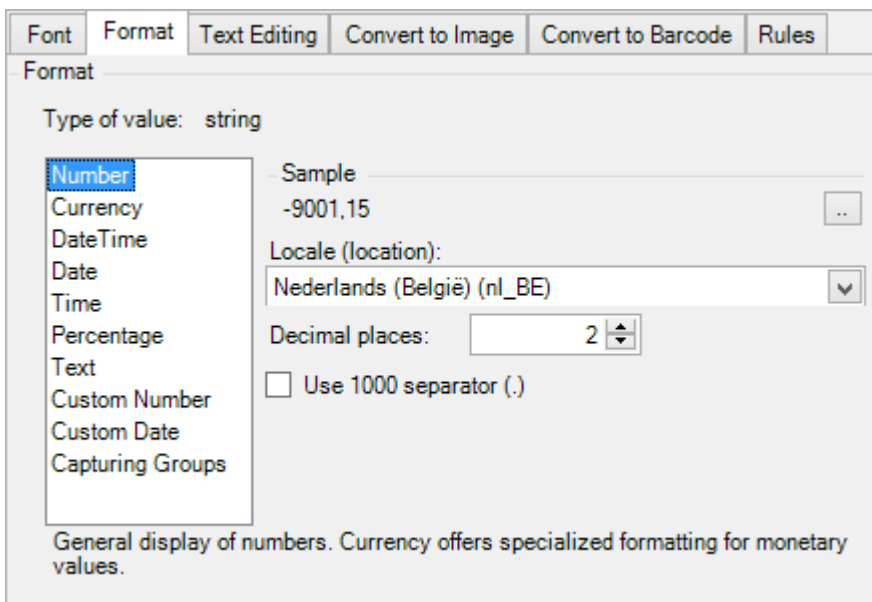 Font Format Text Editing Convert to Image Convert to Barcode Rules
Format
Type of value: string
Number
Currency
DateTime
Date
Time
Percentage
Text
Custom Number
Custom Date
Capturing Groups
Sample
-9001,15
..
Locale (location):
Nederlands (België) (nl_BE)
Decimal places: 2
Use 1000 separator (.)
General display of numbers. Currency offers specialized formatting for monetary
values.